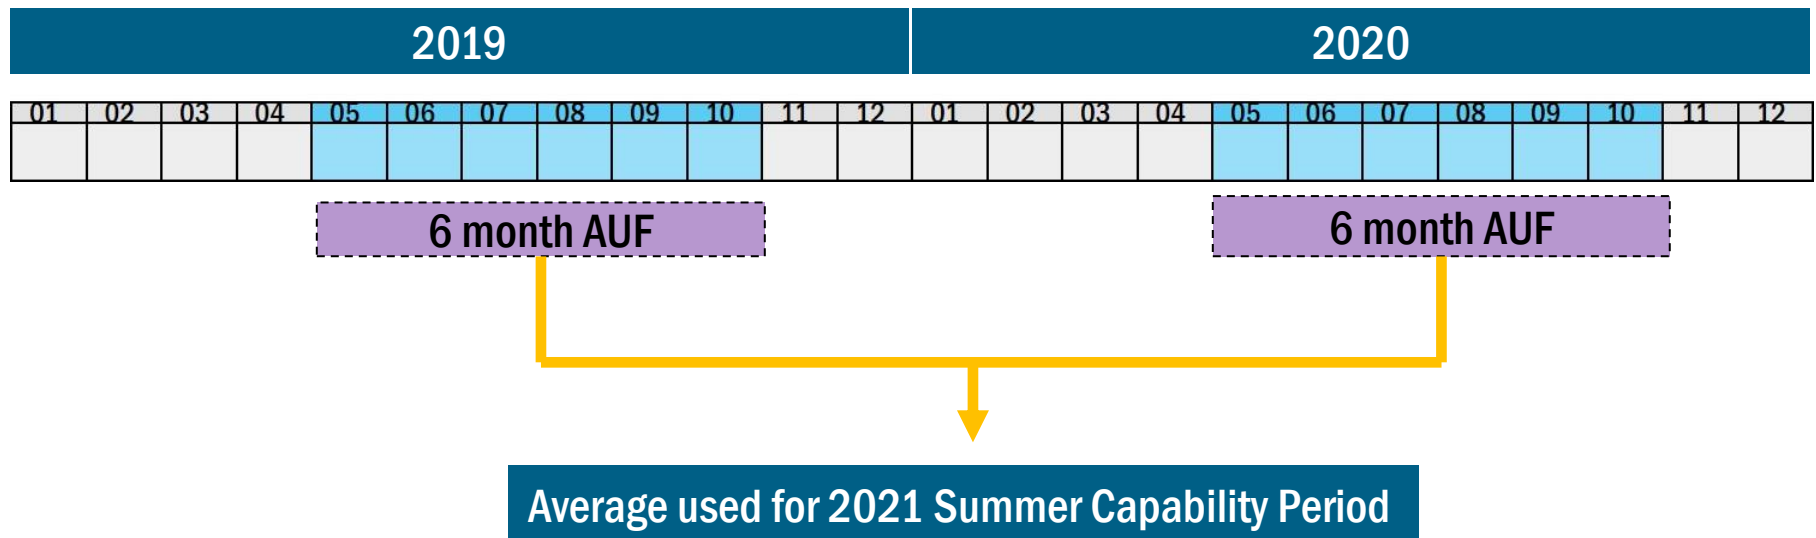 2019 2020
01 02 03 04 05 06 07 08 09 10 11 12 01 02 03 04 05 06 07 08 09 10 11 12
6 month AUF 6 month AUF
Average used for 2021 Summer Capability Period